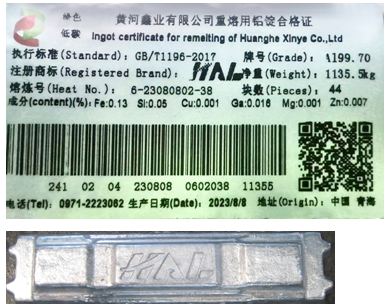 绿色
低碳
黄河鑫业有限公司重熔用铝锭合格证
Ingot certificate for remelting of Huanghe Xinye Co.,Ltd
执行标准(Standard): GB/T1196-2017 牌号(Grade): Al99.70
注册商标(Registered Brand): HAL 净重(Weight): 1135.5kg
熔炼号(Heat No.): 6-23080802-38 块数(Pieces): 44
成分(content)(%):Fe:0.13 Si:0.05 Cu:0.001 Ga:0.016 Mg:0.001 Zn:0.007
241 02 04 230808 0602038 11355
电话(Tel): 0971-2223062 生产日期(Date): 2023/8/8 地址(Origin): 中国 青海
HAL